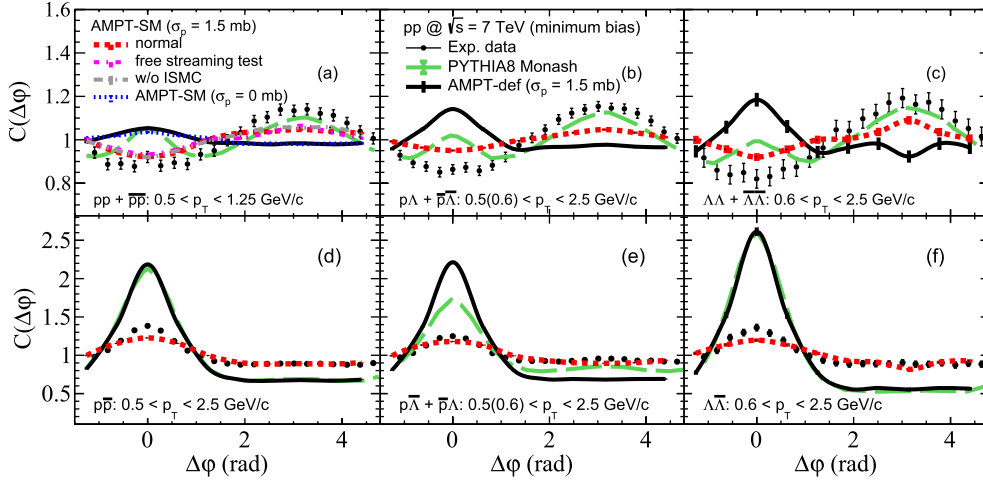 AMPT-SM (σp = 1.5 mb)
normal
free streaming test
w/o ISMC
AMPT-SM (σp = 0 mb)
(a)
pp @ √s = 7 TeV (minimum bias)
Exp. data
PYTHIA8 Monash
AMPT-def (σp = 1.5 mb)
(b)
(c)
1.6
1.4
1.2
1
0.8
C(Δφ)
pp + p̅p̅: 0.5 < pT < 1.25 GeV/c
pΛ + p̅Λ̅: 0.5(0.6) < pT < 2.5 GeV/c
ΛΛ + Λ̅Λ̅: 0.6 < pT < 2.5 GeV/c
(d)
(e)
(f)
2.5
2
1.5
1
0.5
C(Δφ)
pp̅: 0.5 < pT < 2.5 GeV/c
pΛ̅ + p̅Λ: 0.5(0.6) < pT < 2.5 GeV/c
ΛΛ̅: 0.6 < pT < 2.5 GeV/c
0 2 4 0 2 4 0 2 4
Δφ (rad) Δφ (rad) Δφ (rad)